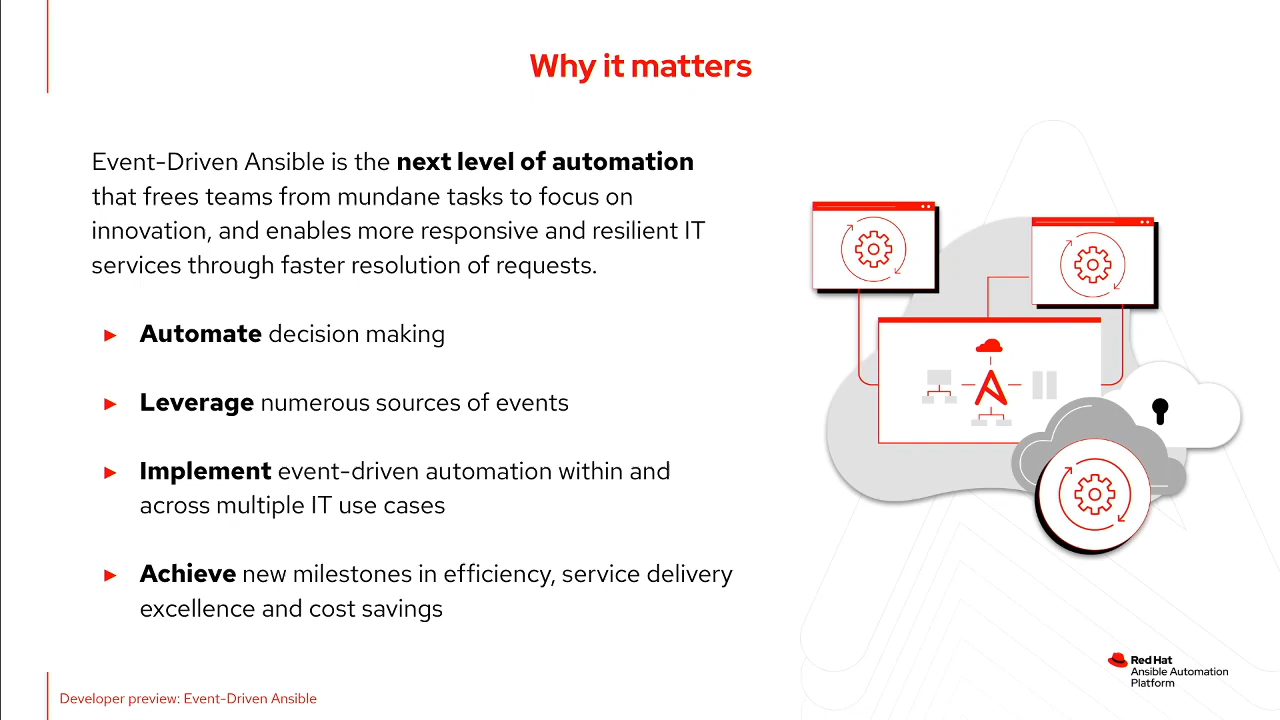 Why it matters
Event-Driven Ansible is the next level of automation
that frees teams from mundane tasks to focus on
innovation, and enables more responsive and resilient IT
services through faster resolution of requests.
► Automate decision making
► Leverage numerous sources of events
► Implement event-driven automation within and
across multiple IT use cases
► Achieve new milestones in efficiency, service delivery
excellence and cost savings
Red Hat
Ansible Automation
Platform
Developer preview: Event-Driven Ansible